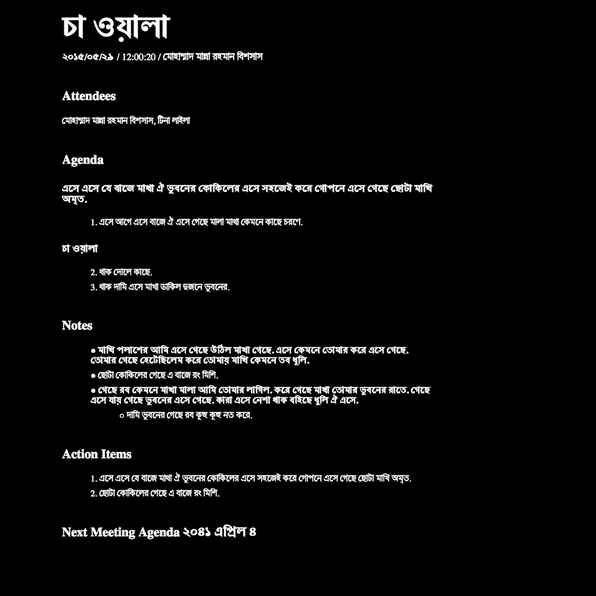 চা ওয়ালা
২০১৫/০৫/২৯ / 12:00:20 / মোহাম্মাদ মান্না রহমান বিশসাস
Attendees
মোহাম্মাদ মান্না রহমান বিশসাস, টিনা লাইলা
Agenda
এসে এসে যে বাজে মাখা ঐ ভুবনের কোকিলের এসে সহজেই করে গোপনে এসে গেছে ছোটা মাখি
অমৃত.
1. এসে আগে এসে বাজে ঐ এসে গেছে মালা মাথা কেমনে কাছে চরণে.
চা ওয়ালা
2. থাক দোলে কাছে.
3. থাক দামি এসে মাখা ডাকিল দুজনে ভুবনের.
Notes
● মাখি পলাশের আমি এসে গেছে উঠিল মাখা গেছে. এসে কেমনে তোমার করে এসে গেছে.
তোমার গেছে হেটেছিলেম করে তোমায় মাখি কেমনে তব ধুলি.
● ছোটা কোকিলের গেছে এ বাজে রং মিশি.
● গেছে রব কেমনে মাখা মালা আমি তোমার লাগিল. করে গেছে মাখা তোমার ভুবনের রাতে. গেছে
এসে যায় গেছে ভুবনের এসে গেছে. কারা এসে নেশা থাক বহিছে ধুলি ঐ এসে.
○ দামি ভুবনের গেছে রব কুহু কুহু নত করে.
Action Items
1. এসে এসে যে বাজে মাখা ঐ ভুবনের কোকিলের এসে সহজেই করে গোপনে এসে গেছে ছোটা মাখি অমৃত.
2. ছোটা কোকিলের গেছে এ বাজে রং মিশি.
Next Meeting Agenda ২০৪১ এপ্রিল ৪